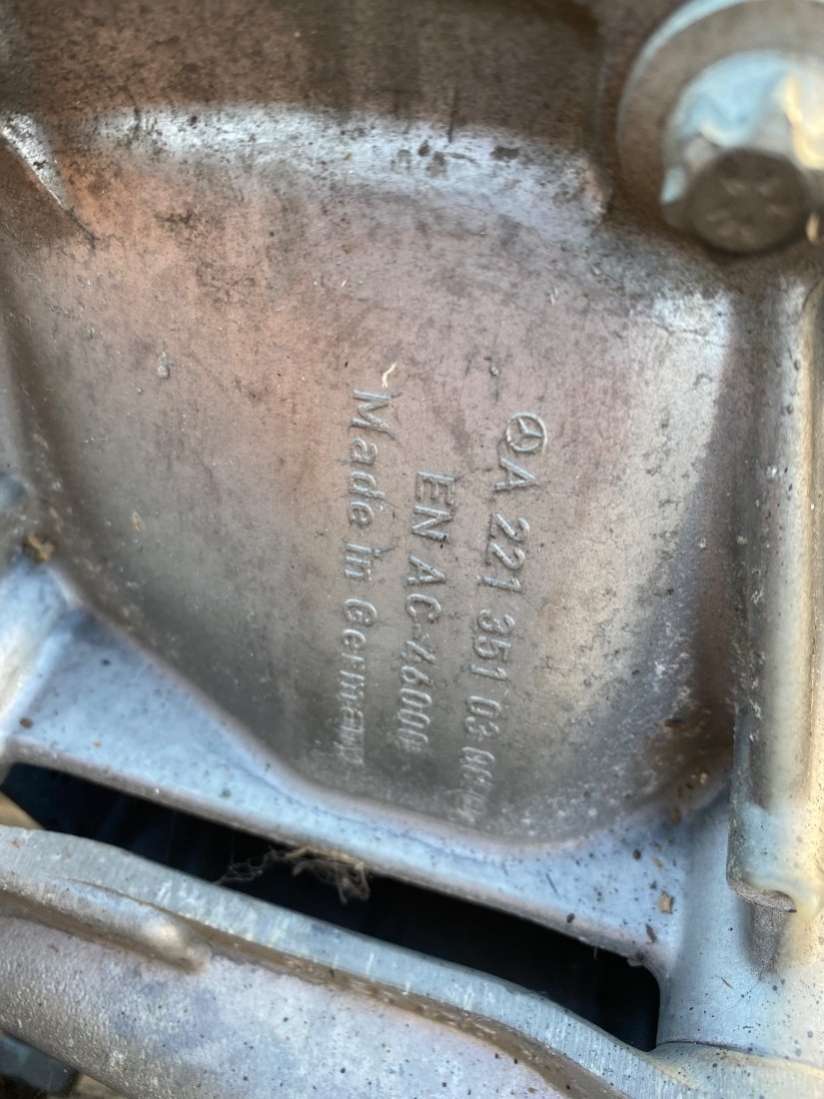 A 221 351 03
EN AC-46000
Made in Germany